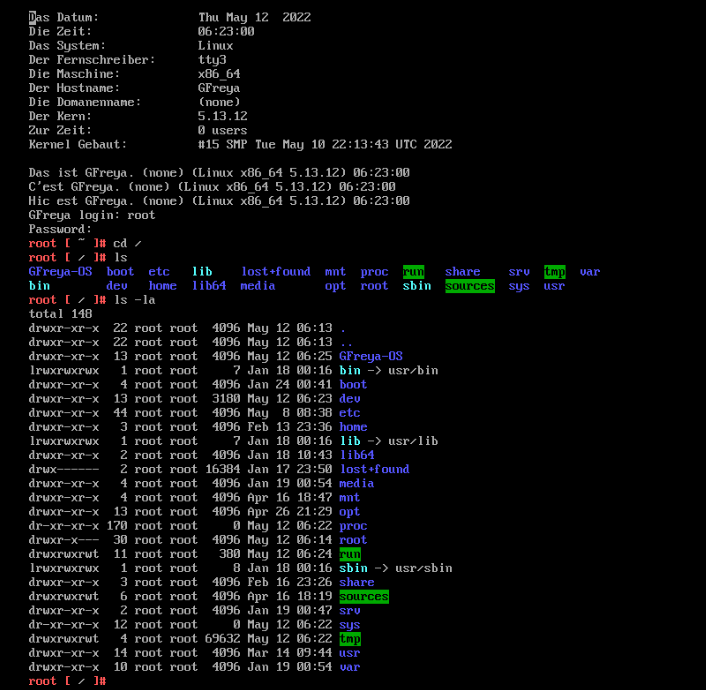 Das Datum: Thu May 12  2022
Die Zeit: 06:23:00
Das System: Linux
Der Fernschreiber: tty3
Die Maschine: x86_64
Der Hostname: GFreya
Die Domanenname: (none)
Der Kern: 5.13.12
Zur Zeit: 0 users
Kernel Gebaut: #15 SMP Tue May 10 22:13:43 UTC 2022

Das ist GFreya. (none) (Linux x86_64 5.13.12) 06:23:00
C'est GFreya. (none) (Linux x86_64 5.13.12) 06:23:00
Hic est GFreya. (none) (Linux x86_64 5.13.12) 06:23:00
GFreya login: root
Password:
root [ ~ ]# cd /
root [ / ]# ls
GFreya-OS  boot  etc   lib    lost+found  mnt  proc  run      share    srv  tmp  var
bin        dev   home  lib64  media       opt  root  sbin  sources  sys  usr
root [ / ]# ls -la
total 148
drwxr-xr-x  22 root root  4096 May 12 06:13 .
drwxr-xr-x  22 root root  4096 May 12 06:13 ..
drwxr-xr-x  13 root root  4096 May 12 06:25 GFreya-OS
lrwxrwxrwx   1 root root     7 Jan 18 00:16 bin -> usr/bin
drwxr-xr-x   4 root root  4096 Jan 24 00:41 boot
drwxr-xr-x  13 root root  3180 May 12 06:23 dev
drwxr-xr-x  44 root root  4096 May  8 08:38 etc
drwxr-xr-x   3 root root  4096 Feb 13 23:36 home
lrwxrwxrwx   1 root root     7 Jan 18 00:16 lib -> usr/lib
drwxr-xr-x   2 root root  4096 Jan 18 10:43 lib64
drwx------   2 root root 16384 Jan 17 23:50 lost+found
drwxr-xr-x   4 root root  4096 Jan 19 00:54 media
drwxr-xr-x   4 root root  4096 Apr 16 18:47 mnt
drwxr-xr-x  13 root root  4096 Apr 26 21:29 opt
dr-xr-xr-x 170 root root     0 May 12 06:22 proc
drwxr-x---  30 root root  4096 May 12 06:14 root
drwxrwxrwt  11 root root   380 May 12 06:24 run
lrwxrwxrwx   1 root root     8 Jan 18 00:16 sbin -> usr/sbin
drwxr-xr-x   3 root root  4096 Feb 16 23:26 share
drwxrwxrwt   6 root root  4096 Apr 16 18:19 sources
drwxr-xr-x   2 root root  4096 Jan 19 00:47 srv
dr-xr-xr-x  12 root root     0 May 12 06:22 sys
drwxrwxrwt   4 root root 69632 May 12 06:22 tmp
drwxr-xr-x  14 root root  4096 Mar 14 09:44 usr
drwxr-xr-x  10 root root  4096 Jan 19 00:54 var
root [ / ]#